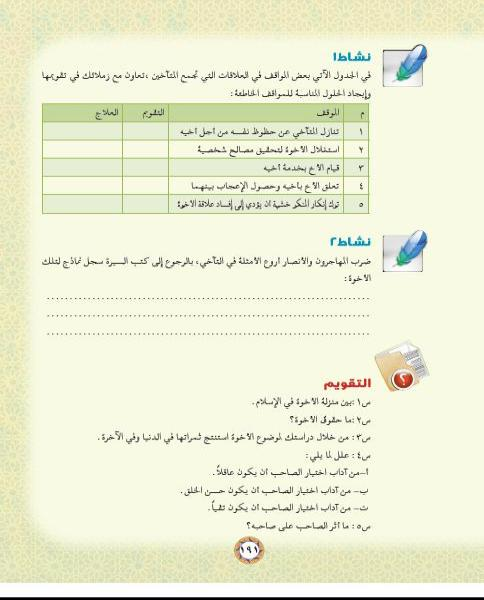 نشاط١
في الجدول الآتي بعض المواقف في العلاقات التي تجمع المتآخين ،تعاون مع زملائك في تقويمها
وإيجاد الحلول المناسبة للمواقف الخاطئة :
م الموقف التقويم العلاج
١ تنازل المتآخي عن حظوظ نفسه من أجل أخيه
٢ استغلال الأخوة لتحقيق مصالح شخصية
٣ قيام الأخ بخدمة أخيه
٤ تعلق الأخ بأخيه وحصول الإعجاب بينهما
٥ ترك إنكار المنكر خشية أن يؤدي إلى إفساد علاقة الأخوة
نشاط٢
ضرب المهاجرون والأنصار أروع الأمثلة في التآخي، بالرجوع إلى كتب السيرة سجل نماذج لتلك
الأخوة:
التقويم
س١ :بين منزلة الأخوة في الإسلام .
س٢ :ما حقوق الأخوة؟
س٣ : من خلال دراستك لموضوع الأخوة استنتج ثمراتها في الدنيا وفي الآخرة .
س٤ : علل لما يلي :
أ-من آداب اختيار الصاحب أن يكون عاقلاً .
ب- من آداب اختيار الصاحب أن يكون حسن الخلق .
ت- من آداب اختيار الصاحب أن يكون تقياً .
س٥ : ما أثر الصاحب على صاحبه؟
١٩١